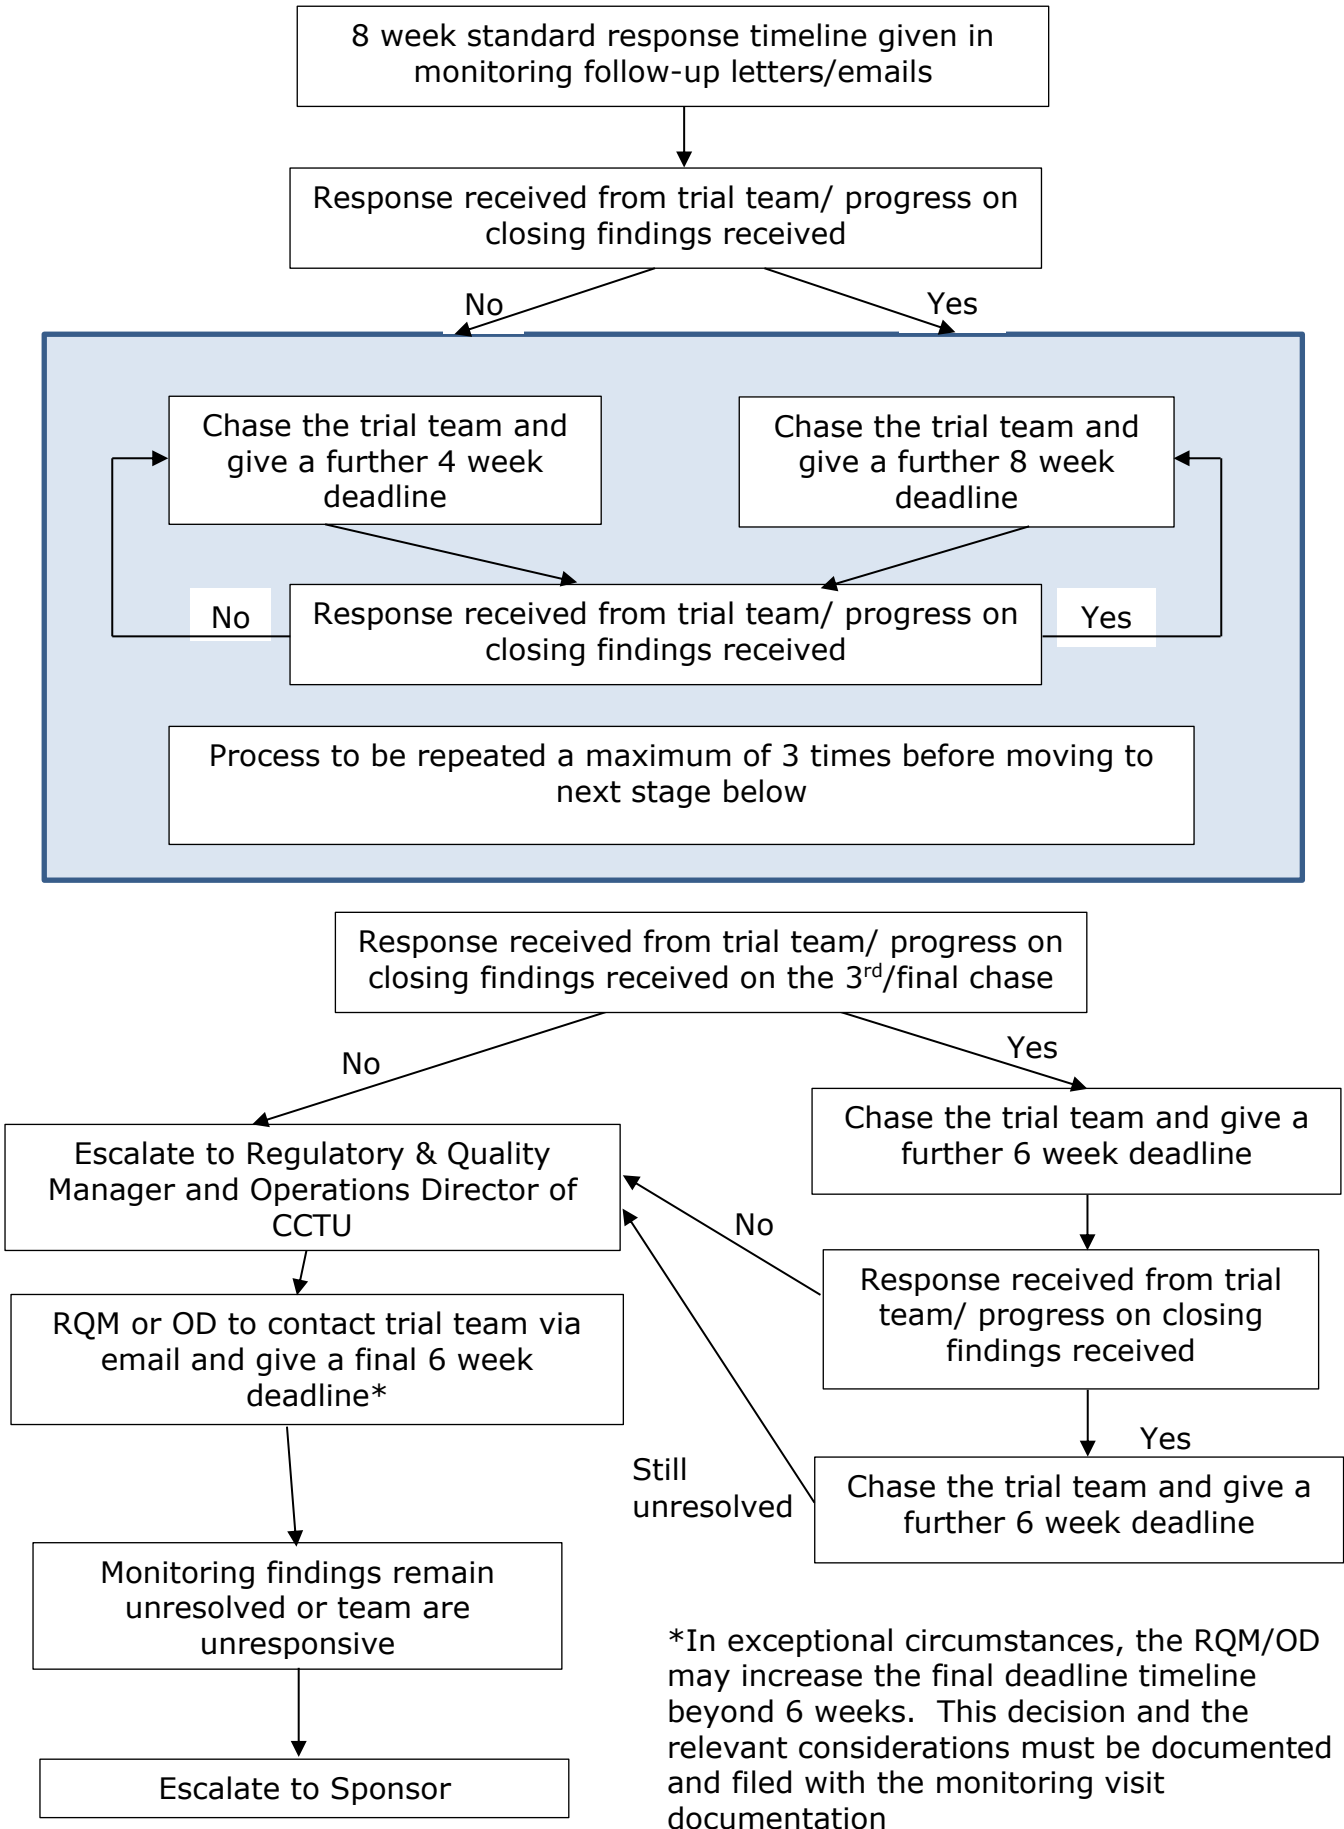 8 week standard response timeline given in
monitoring follow-up letters/emails
Response received from trial team/ progress on
closing findings received
No
Yes
Chase the trial team and
give a further 4 week
deadline
Chase the trial team and
give a further 8 week
deadline
No
Response received from trial team/ progress on
closing findings received
Yes
Process to be repeated a maximum of 3 times before moving to
next stage below
Response received from trial team/ progress on
closing findings received on the 3rd/final chase
No
Yes
Escalate to Regulatory & Quality
Manager and Operations Director of
CCTU
Chase the trial team and give a
further 6 week deadline
No
Response received from trial
team/ progress on closing
findings received
RQM or OD to contact trial team via
email and give a final 6 week
deadline*
Yes
Still
unresolved
Chase the trial team and give a
further 6 week deadline
Monitoring findings remain
unresolved or team are
unresponsive
Escalate to Sponsor
*In exceptional circumstances, the RQM/OD
may increase the final deadline timeline
beyond 6 weeks.  This decision and the
relevant considerations must be documented
and filed with the monitoring visit
documentation